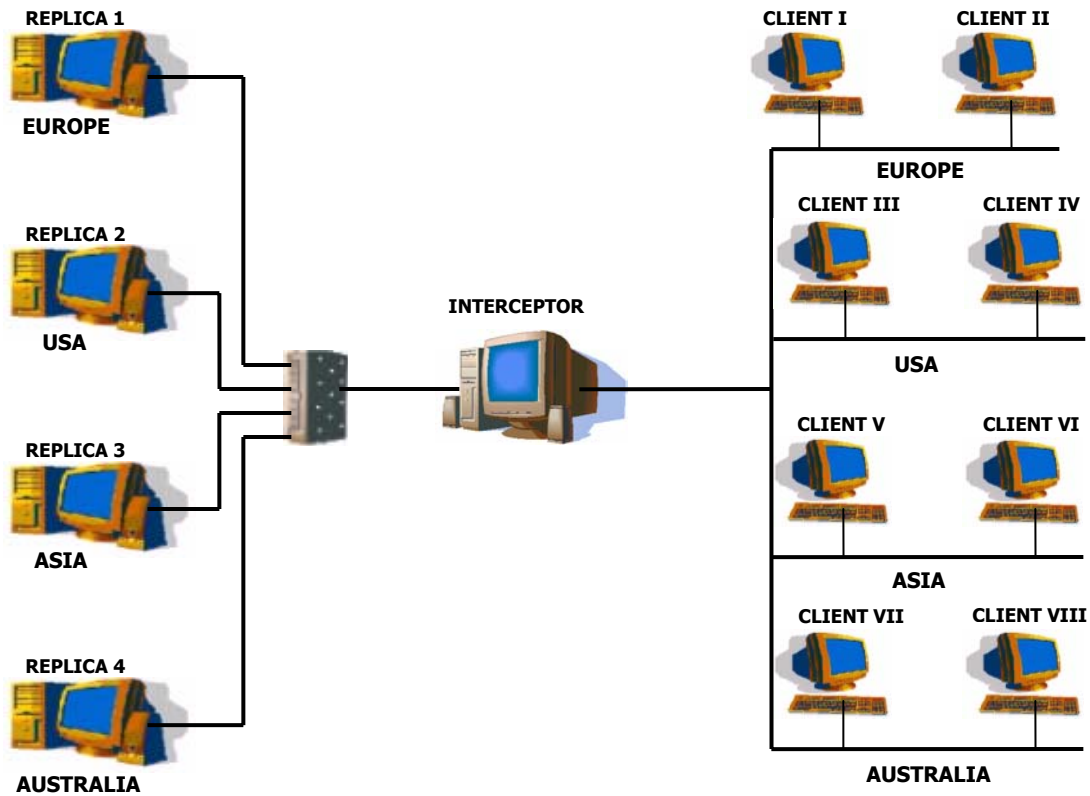 REPLICA 1
EUROPE
REPLICA 2
USA
REPLICA 3
ASIA
REPLICA 4
AUSTRALIA
INTERCEPTOR
CLIENT I
CLIENT II
EUROPE
CLIENT III
CLIENT IV
USA
CLIENT V
CLIENT VI
ASIA
CLIENT VII
CLIENT VIII
AUSTRALIA